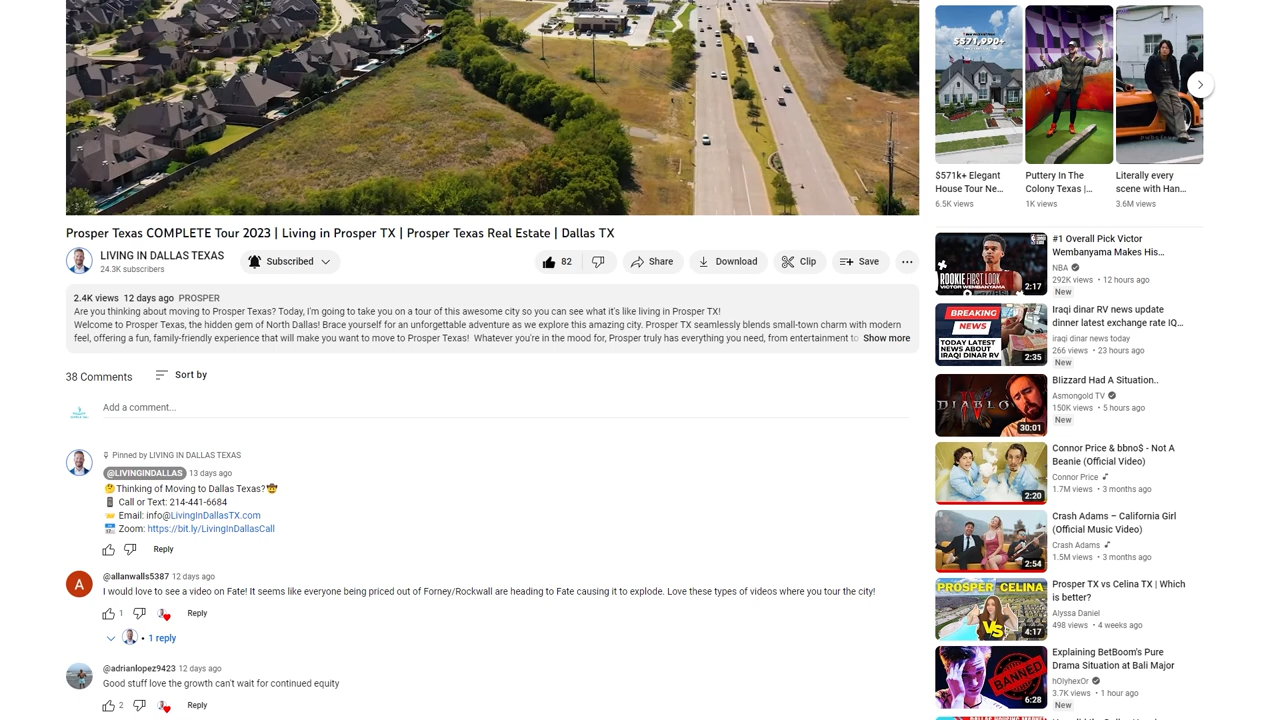 $571,990+
$571k+ Elegant
House Tour Ne...
6.5K views
Puttery In The
Colony Texas |...
1K views
Literally every
scene with Han...
3.6M views
Prosper Texas COMPLETE Tour 2023 | Living in Prosper TX | Prosper Texas Real Estate | Dallas TX
LIVING IN DALLAS TEXAS
24.3K subscribers
Subscribed
82
Share
Download
Clip
Save
2.4K views 12 days ago PROSPER
Are you thinking about moving to Prosper Texas? Today, I'm going to take you on a tour of this awesome city so you can see what it's like living in Prosper TX!
Welcome to Prosper Texas, the hidden gem of North Dallas! Brace yourself for an unforgettable adventure as we explore this amazing city. Prosper TX seamlessly blends small-town charm with modern
feel, offering a fun, family-friendly experience that will make you want to move to Prosper Texas! Whatever you're in the mood for, Prosper truly has everything you need, from entertainment to Show more
38 Comments
Sort by
Add a comment...
Pinned by LIVING IN DALLAS TEXAS
@LIVINGINDALLAS 13 days ago
🤔Thinking of Moving to Dallas Texas?🤠
📱 Call or Text: 214-441-6684
📨 Email: info@LivingInDallasTX.com
📅 Zoom: https://bit.ly/LivingInDallasCall
Reply
A
@allanwalls5387 12 days ago
I would love to see a video on Fate! It seems like everyone being priced out of Forney/Rockwall are heading to Fate causing it to explode. Love these types of videos where you tour the city!
1
Reply
• 1 reply
@adrianlopez9423 12 days ago
Good stuff love the growth can't wait for continued equity
2
Reply
ROOKIE FIRST LOOK
VICTOR WEMBANYAMA
2:17
#1 Overall Pick Victor
Wembanyama Makes His...
NBA
292K views • 12 hours ago
New
BREAKING
NEWS
TODAY LATEST
NEWS ABOUT
IRAQI DINAR RV
2:35
Iraqi dinar RV news update
dinner latest exchange rate IQ...
iraqi dinar news today
266 views • 23 hours ago
New
DIABLO
30:01
Blizzard Had A Situation..
Asmongold TV
150K views • 5 hours ago
New
2:20
Connor Price & bbno$ - Not A
Beanie (Official Video)
Connor Price
1.7M views • 3 months ago
2:54
Crash Adams – California Girl
(Official Music Video)
Crash Adams
1.5M views • 3 months ago
PROSPER CELINA
VS
4:17
Prosper TX vs Celina TX | Which
is better?
Alyssa Daniel
498 views • 4 weeks ago
BANNED
6:28
Explaining BetBoom's Pure
Drama Situation at Bali Major
hOlyhexOr
3.7K views • 1 hour ago
New